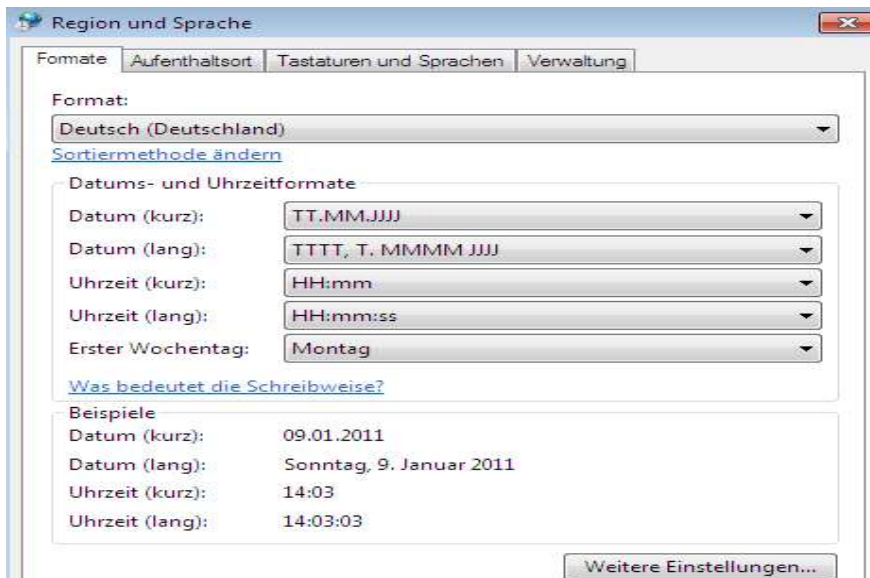 Region und Sprache
Formate Aufenthaltsort Tastaturen und Sprachen Verwaltung
Format:
Deutsch (Deutschland)
Sortiermethode ändern
Datums- und Uhrzeitformate
Datum (kurz): TT.MM.JJJJ
Datum (lang): TTTT, T. MMMM JJJJ
Uhrzeit (kurz): HH:mm
Uhrzeit (lang): HH:mm:ss
Erster Wochentag: Montag
Was bedeutet die Schreibweise?
Beispiele
Datum (kurz): 09.01.2011
Datum (lang): Sonntag, 9. Januar 2011
Uhrzeit (kurz): 14:03
Uhrzeit (lang): 14:03:03
Weitere Einstellungen...